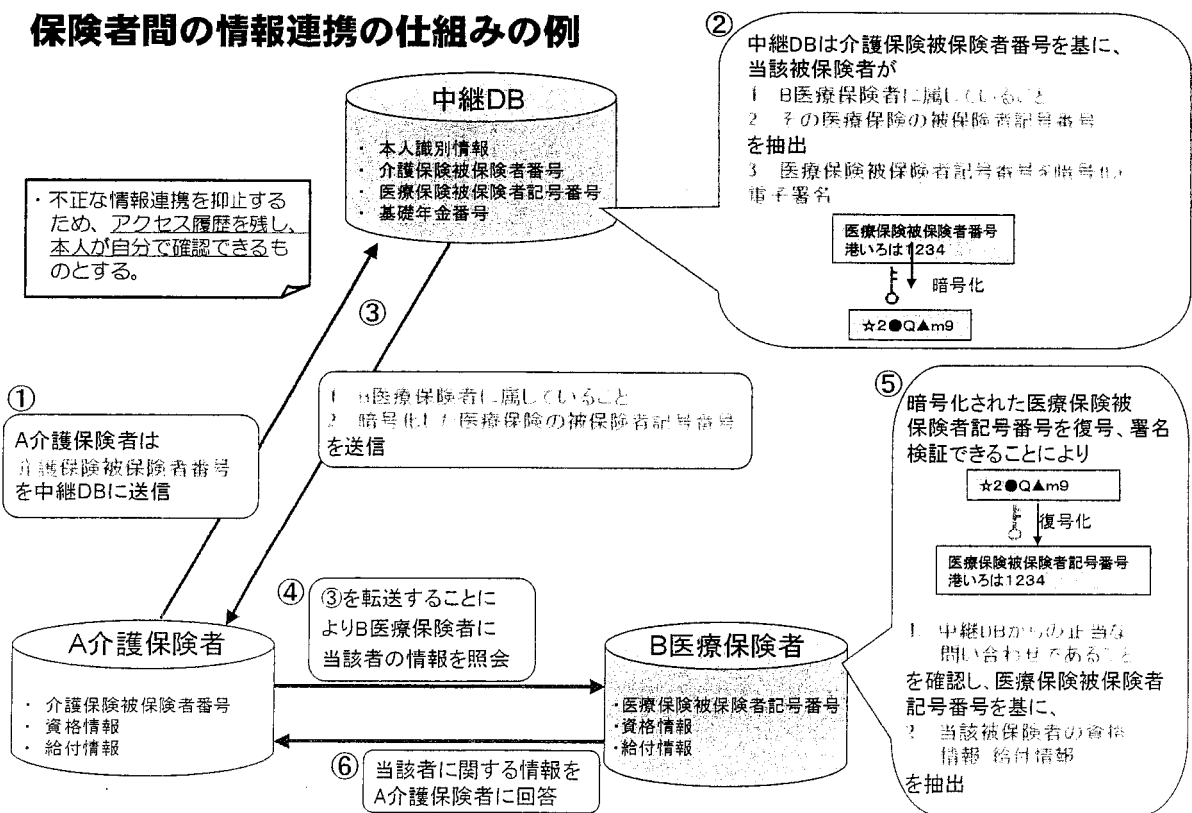 保険者間の情報連携の仕組みの例
②
中継DBは介護保険被保険者番号を基に、
当該被保険者が
1 B医療保険者に属していること
2 その医療保険の被保険者記号番号
を抽出
3 医療保険被保険者記号番号を暗号化、
電子署名
医療保険被保険者番号
港いろは1234
暗号化
☆2●Q▲m9
中継DB
・ 本人識別情報
・ 介護保険被保険者番号
・ 医療保険被保険者記号番号
・ 基礎年金番号
・不正な情報連携を抑止する
ため、アクセス履歴を残し、
本人が自分で確認できるも
のとする。
③
1 B医療保険者に属していること
2 暗号化した医療保険の被保険者記号番号
を送信
①
A介護保険者は
介護保険被保険者番号
を中継DBに送信
⑤
暗号化された医療保険被
保険者記号番号を復号、署名
検証できることにより
☆2●Q▲m9
復号化
医療保険被保険者記号番号
港いろは1234
1 中継DBからの正当な
問い合わせであること
を確認し、医療保険被保険者
記号番号を基に、
2 当該被保険者の資格
情報 給付情報
を抽出
④
③を転送することに
よりB医療保険者に
当該者の情報を照会
A介護保険者
・ 介護保険被保険者番号
・ 資格情報
・ 給付情報
B医療保険者
・医療保険被保険者記号番号
・資格情報
・給付情報
⑥
当該者に関する情報を
A介護保険者に回答